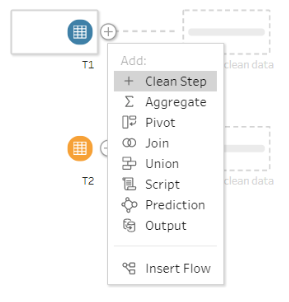 T1
Add:
Clean Step
clean data
Aggregate
Pivot
Join
Union
Script
T2
clean data
Prediction
Output
Insert Flow